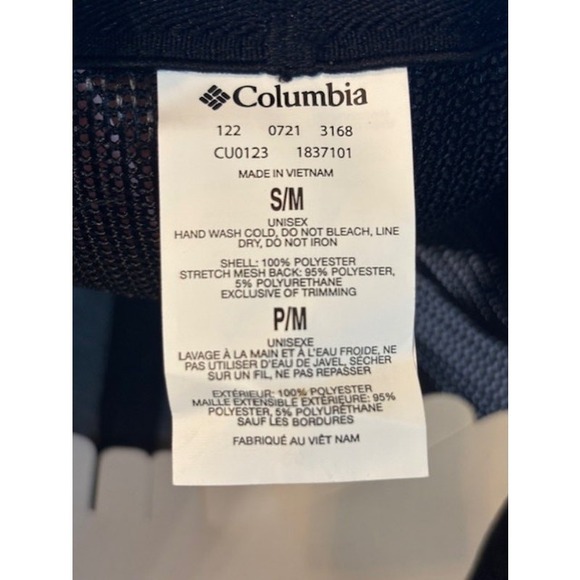 Columbia
122 0721 3168
CU0123 1837101
MADE IN VIETNAM
S/M
UNISEX
HAND WASH COLD, DO NOT BLEACH, LINE
DRY, DO NOT IRON
SHELL: 100% POLYESTER
STRETCH MESH BACK: 95% POLYESTER,
5% POLYURETHANE
EXCLUSIVE OF TRIMMING
P/M
UNISEXE
LAVAGE À LA MAIN ET À L'EAU FROIDE, NE
PAS UTILISER D'EAU DE JAVEL, SÉCHER
SUR UN FIL, NE PAS REPASSER
EXTÉRIEUR: 100% POLYESTER
MAILLE EXTENSIBLE EXTÉRIEURE: 95%
POLYESTER, 5% POLYURÉTHANE
SAUF LES BORDURES
FABRIQUÉ AU VIÊT NAM